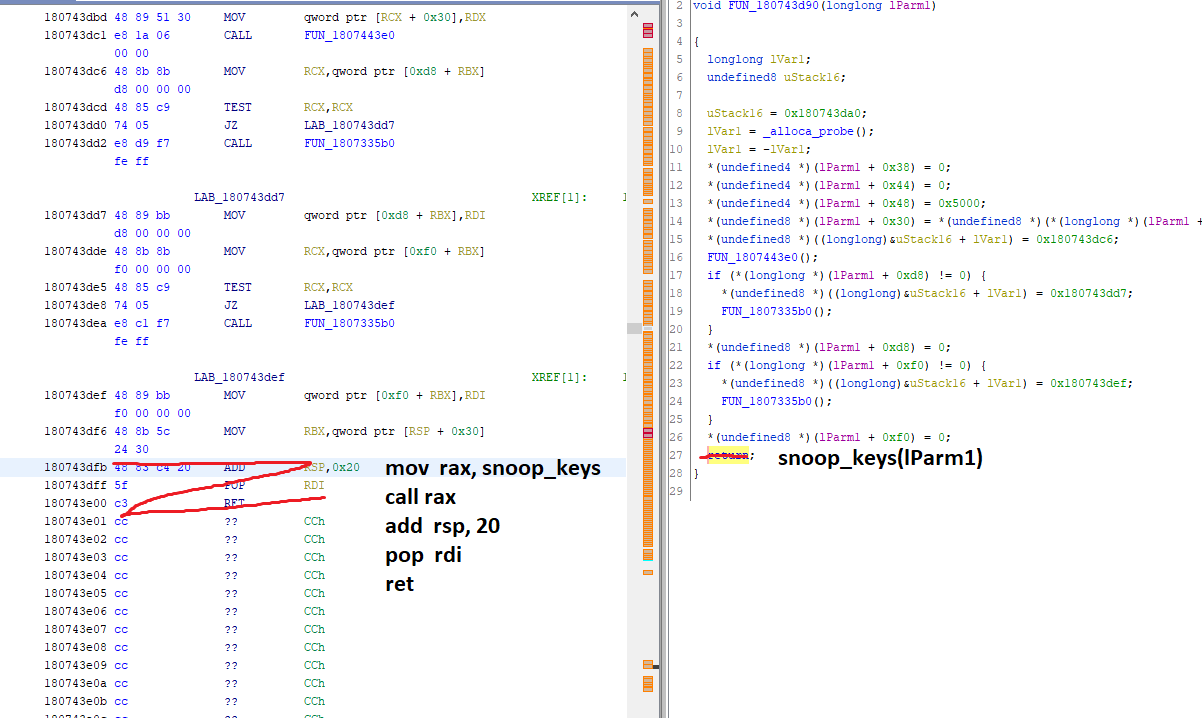 180743dbd 48 89 51 30 MOV qword ptr [RCX + 0x30],RDX
180743dc1 e8 1a 06 CALL FUN_1807443e0
00 00
180743dc6 48 8b 8b MOV RCX,qword ptr [0xd8 + RBX]
d8 00 00 00
180743dcd 48 85 c9 TEST RCX,RCX
180743dd0 74 05 JZ LAB_180743dd7
180743dd2 e8 d9 f7 CALL FUN_1807335b0
fe ff
LAB_180743dd7 XREF[1]: 1
180743dd7 48 89 bb MOV qword ptr [0xd8 + RBX],RDI
d8 00 00 00
180743dde 48 8b 8b MOV RCX,qword ptr [0xf0 + RBX]
f0 00 00 00
180743de5 48 85 c9 TEST RCX,RCX
180743de8 74 05 JZ LAB_180743def
180743dea e8 c1 f7 CALL FUN_1807335b0
fe ff
LAB_180743def XREF[1]: 1
180743def 48 89 bb MOV qword ptr [0xf0 + RBX],RDI
f0 00 00 00
180743df6 48 8b 5c MOV RBX,qword ptr [RSP + 0x30]
24 30
180743dfb 48 83 c4 20 ADD RSP,0x20
180743dff 5f POP RDI
180743e00 c3 RET
180743e01 cc ?? CCh
180743e02 cc ?? CCh
180743e03 cc ?? CCh
180743e04 cc ?? CCh
180743e05 cc ?? CCh
180743e06 cc ?? CCh
180743e07 cc ?? CCh
180743e08 cc ?? CCh
180743e09 cc ?? CCh
180743e0a cc ?? CCh
180743e0b cc ?? CCh
mov rax, snoop_keys
call rax
add rsp, 20
pop rdi
ret
2 void FUN_180743d90(longlong lParm1)
3
4 {
5 longlong lVar1;
6 undefined8 uStack16;
7
8 uStack16 = 0x180743da0;
9 lVar1 = _alloca_probe();
10 lVar1 = -lVar1;
11 *(undefined4 *)(lParm1 + 0x38) = 0;
12 *(undefined4 *)(lParm1 + 0x44) = 0;
13 *(undefined4 *)(lParm1 + 0x48) = 0x5000;
14 *(undefined8 *)(lParm1 + 0x30) = *(undefined8 *)(*(longlong *)(lParm1 +
15 *(undefined8 *)((longlong)&uStack16 + lVar1) = 0x180743dc6;
16 FUN_1807443e0();
17 if (*(longlong *)(lParm1 + 0xd8) != 0) {
18 *(undefined8 *)((longlong)&uStack16 + lVar1) = 0x180743dd7;
19 FUN_1807335b0();
20 }
21 *(undefined8 *)(lParm1 + 0xd8) = 0;
22 if (*(longlong *)(lParm1 + 0xf0) != 0) {
23 *(undefined8 *)((longlong)&uStack16 + lVar1) = 0x180743def;
24 FUN_1807335b0();
25 }
26 *(undefined8 *)(lParm1 + 0xf0) = 0;
27 return; snoop_keys(lParm1)
28 }
29